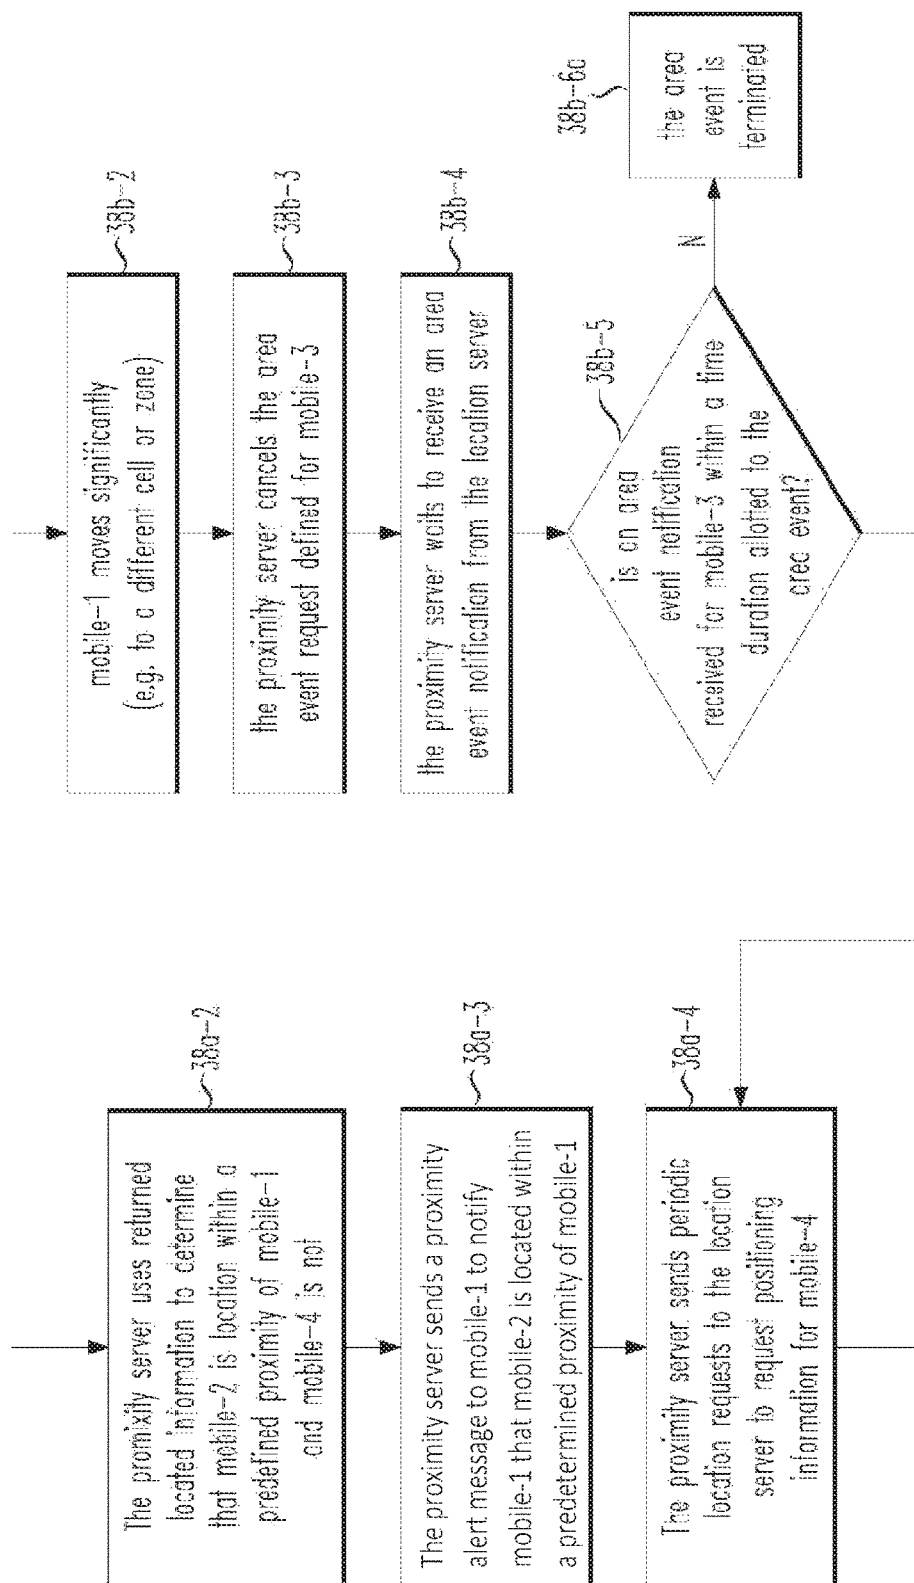 The promixity server uses returned
located information to determine
that mobile-2 is location within a
predefined proximity of mobile-1
and mobile-4 is not
38a-2
The proximity server sends a proximity
alert message to mobile-1 to notify
mobile-1 that mobile-2 is located within
a predetermined proximity of mobile-1
38a-3
The proximity server sends periodic
location requests to the location
server to request positioning
information for mobile-4
38a-4
mobile-1 moves significantly
(e.g. to a different cell or zone)
38b-2
the proximity server cancels the area
event request defined for mobile-3
38b-3
the proximity server waits to receive an area
event notification from the location server
38b-4
is an area
event notification
received for mobile-3 within a time
duration allotted to the
area event?
38b-5
N
the area
event is
terminated
38b-6a